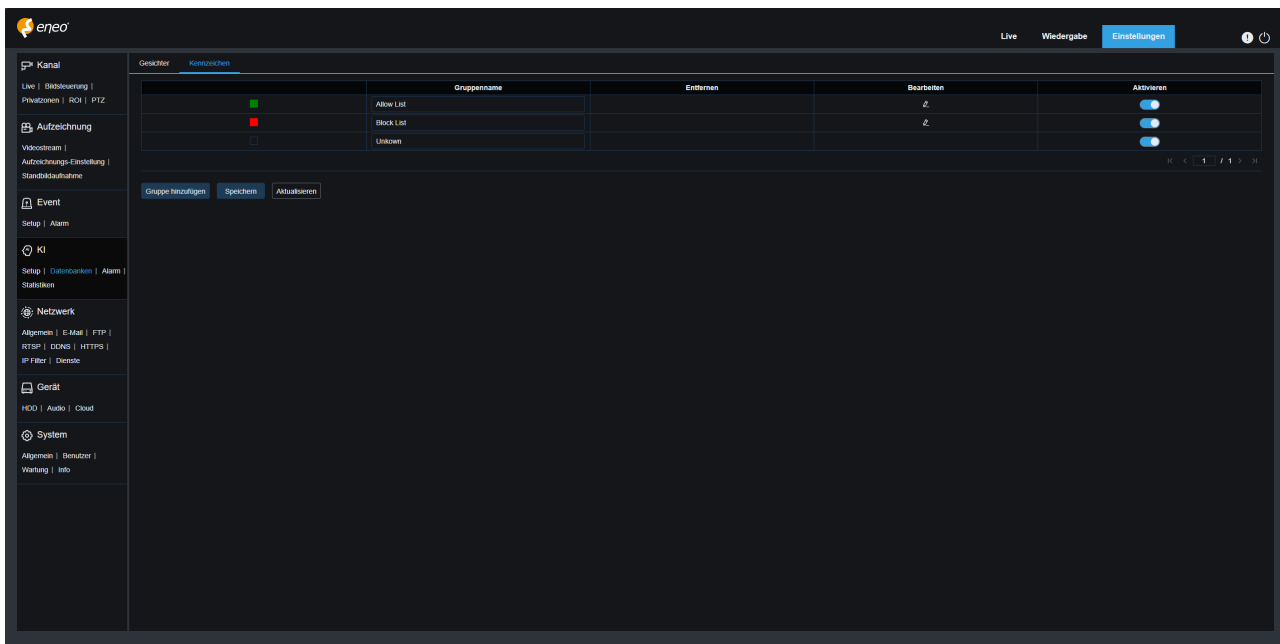 eneo
Live Wiedergabe Einstellungen
Kanal
Live | Bildsteuerung |
Privatzonen | ROI | PTZ
Aufzeichnung
Videostream |
Aufzeichnungs-Einstellung |
Standbildaufnahme
Event
Setup | Alarm
KI
Setup | Datenbanken | Alarm |
Statistiken
Netzwerk
Allgemein | E-Mail | FTP |
RTSP | DDNS | HTTPS |
IP Filter | Dienste
Gerät
HDD | Audio | Cloud
System
Allgemein | Benutzer |
Wartung | Info
Gesichter Kennzeichen
Gruppenname Entfernen Bearbeiten Aktivieren
Allow List
Block List
Unkown
1 / 1
Gruppe hinzufügen Speichern Aktualisieren